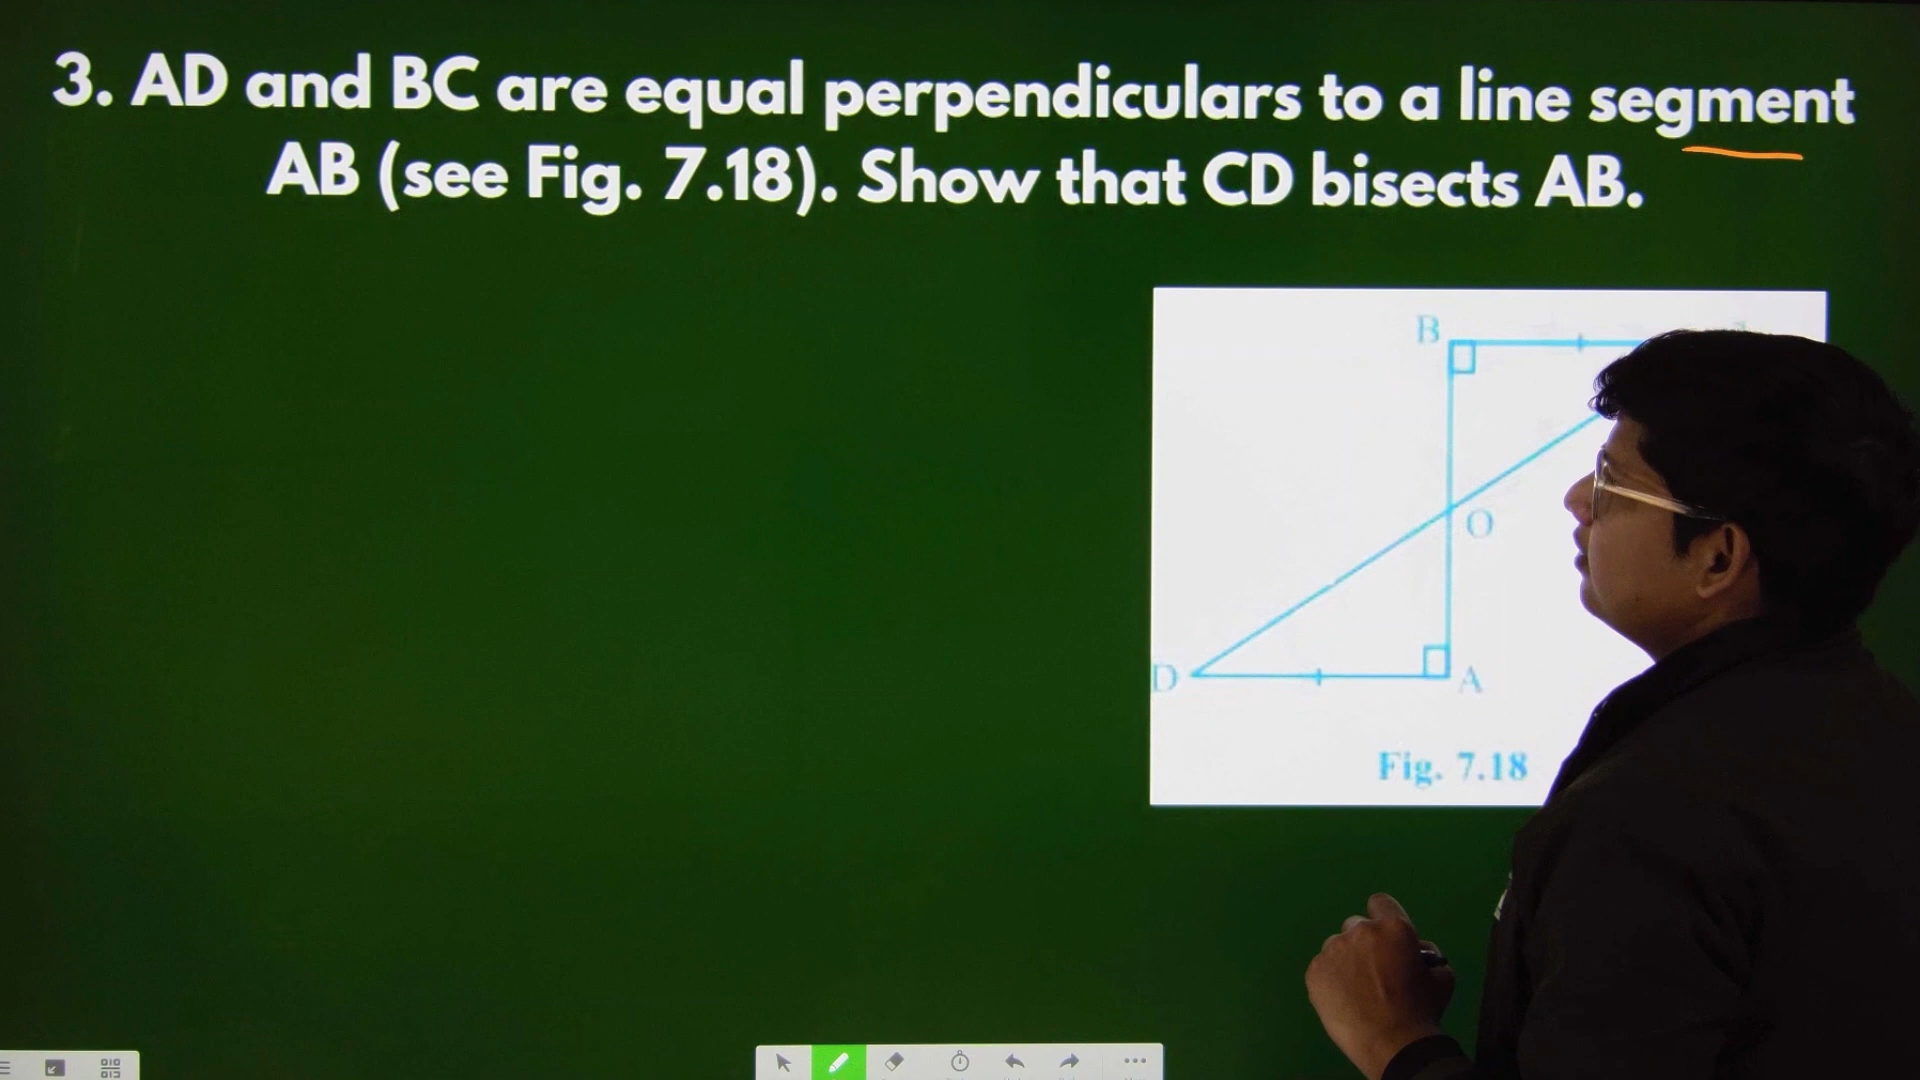 3. AD and BC are equal perpendiculars to a line segment
AB (see Fig. 7.18). Show that CD bisects AB.
B
O
D
A
Fig. 7.18